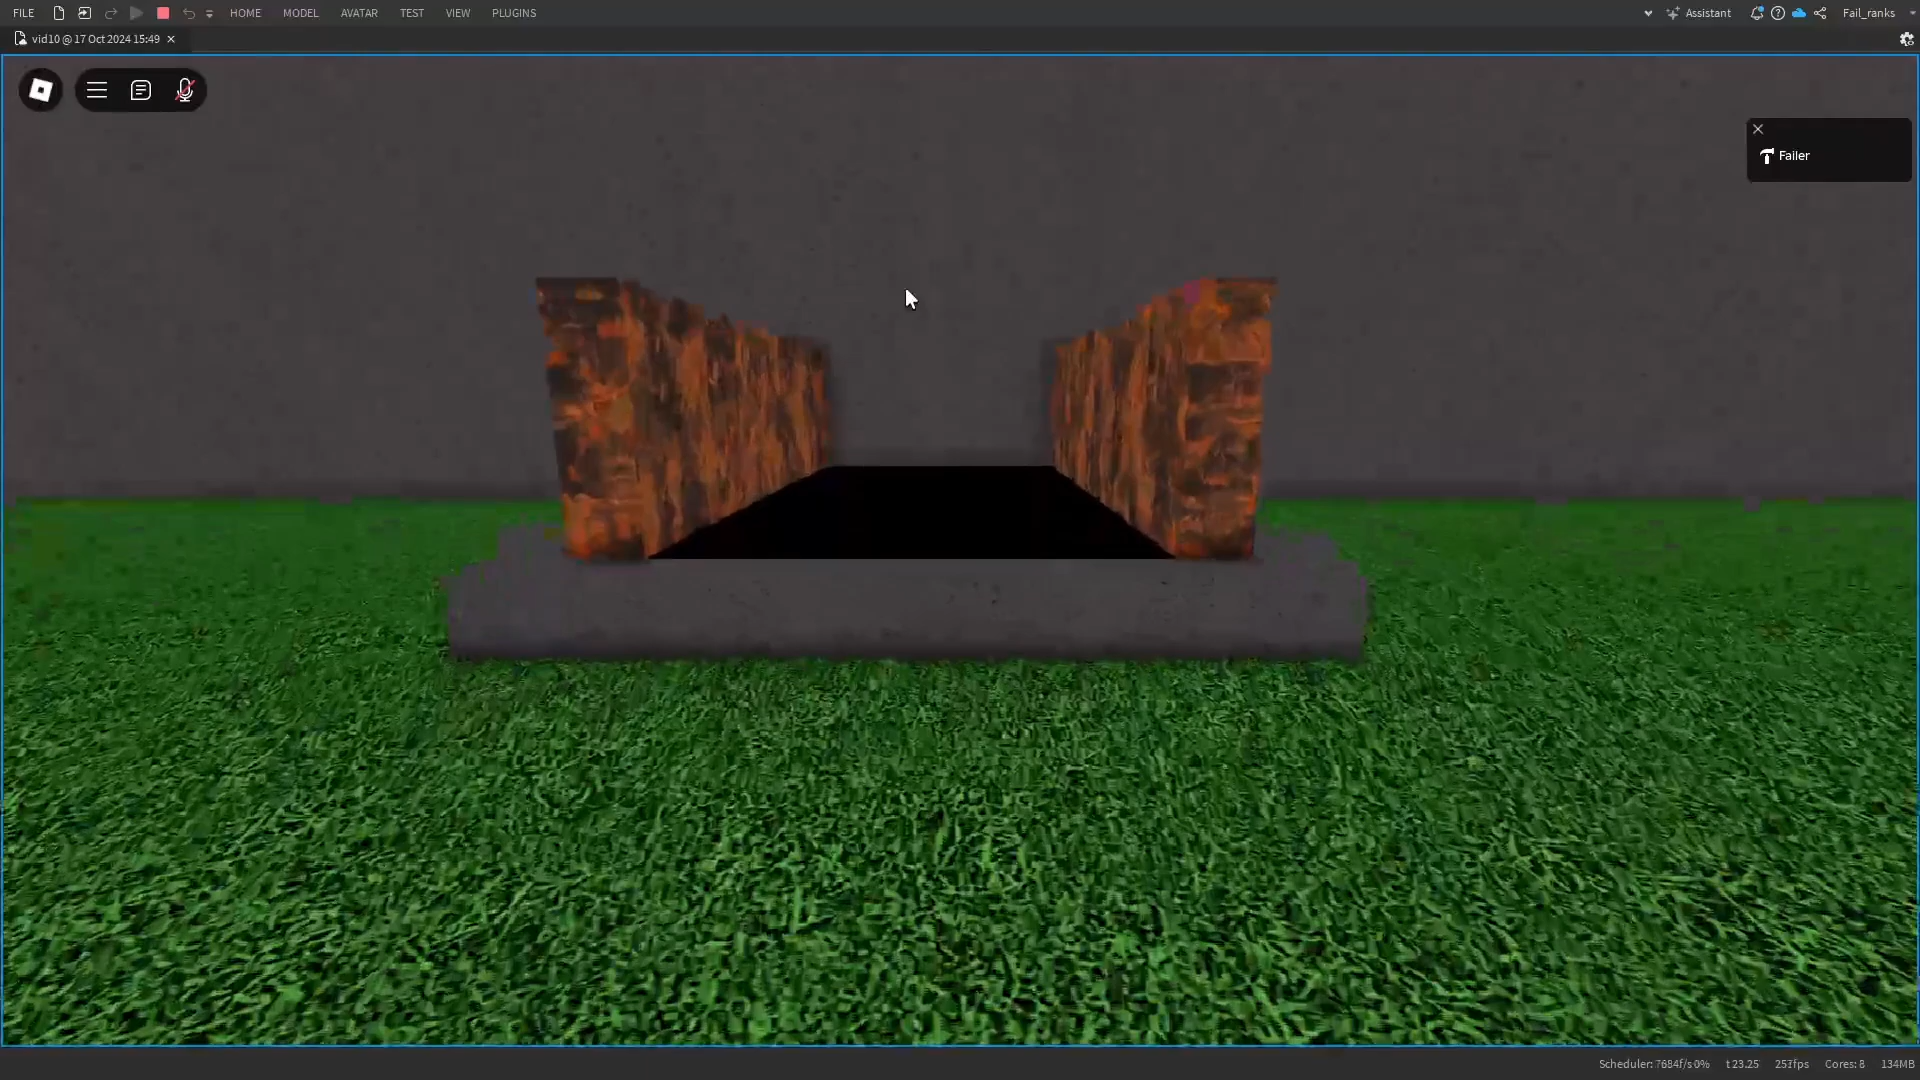 FILE HOME MODEL AVATAR TEST VIEW PLUGINS Assistant Fail_ranks
vid10 @ 17 Oct 2024 15:49
Failer
Scheduler: 7684f/s 0% t 23.25 257fps Cores: 8 134MB